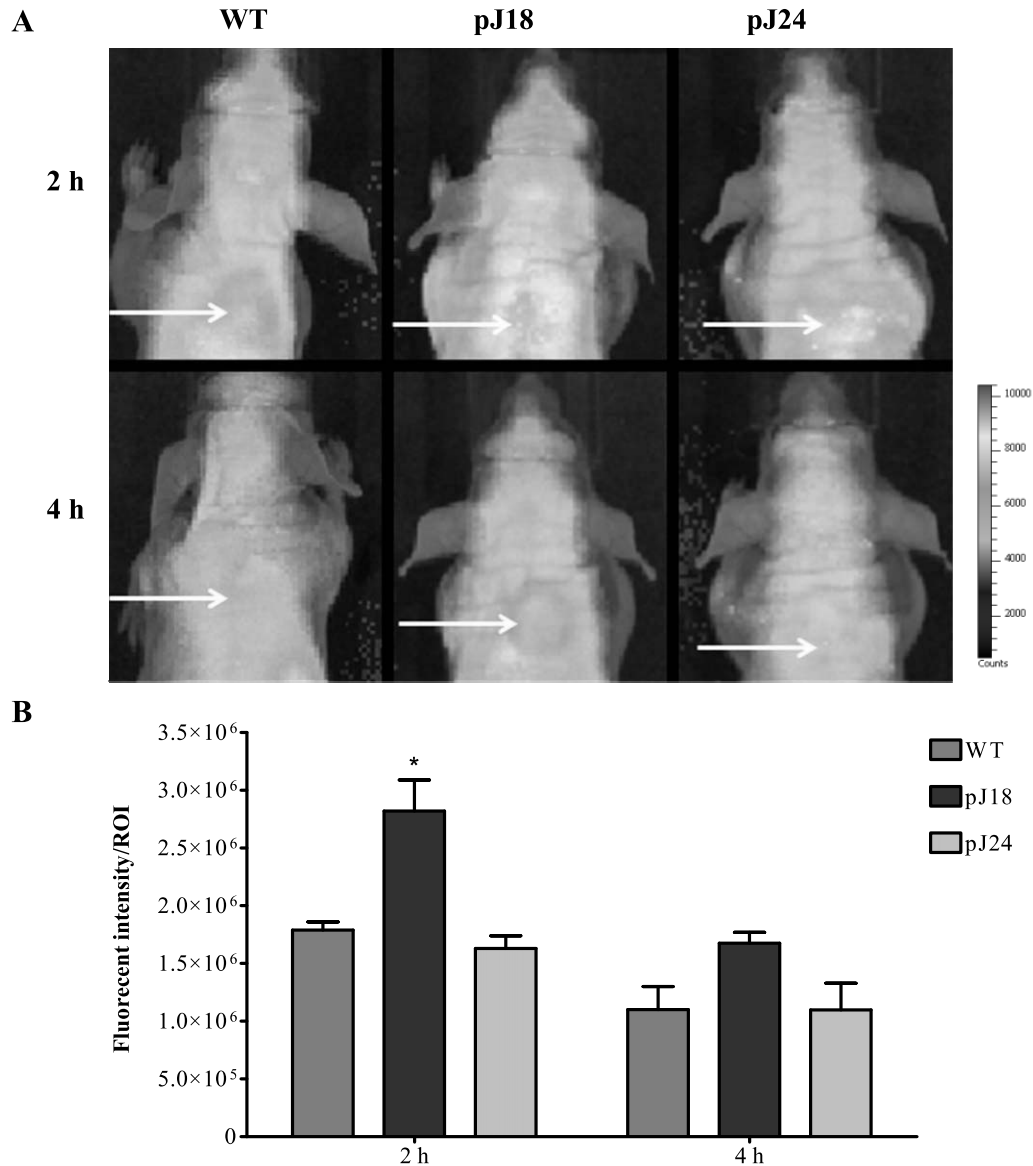 A
WT pJ18 pJ24
2 h
4 h
10000
8000
6000
4000
2000
Counts
B
Fluorecent intensity/ROI
3.5×10⁶
3.0×10⁶
2.5×10⁶
2.0×10⁶
1.5×10⁶
1.0×10⁶
5.0×10⁵
0
*
2 h 4 h
WT
pJ18
pJ24